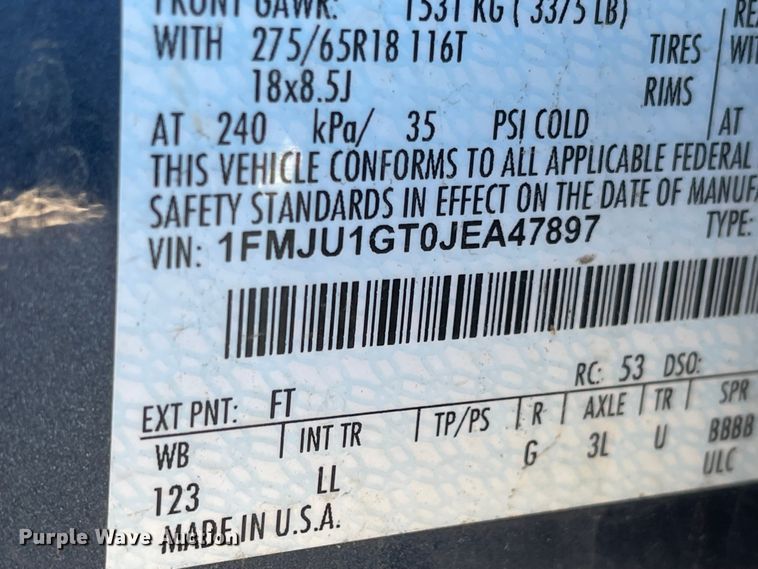 FRONT GAWR: 1531 KG ( 3375 LB)
WITH 275/65R18 116T TIRES
18x8.5J RIMS
AT 240 kPa/ 35 PSI COLD AT
THIS VEHICLE CONFORMS TO ALL APPLICABLE FEDERAL
SAFETY STANDARDS IN EFFECT ON THE DATE OF MANUFA
VIN: 1FMJU1GT0JEA47897 TYPE:
RC: 53 DSO:
EXT PNT: FT
WB INT TR TP/PS R AXLE TR SPR
123 LL G 3L U BBBB
ULC
MADE IN U.S.A.
Purple Wave Auction